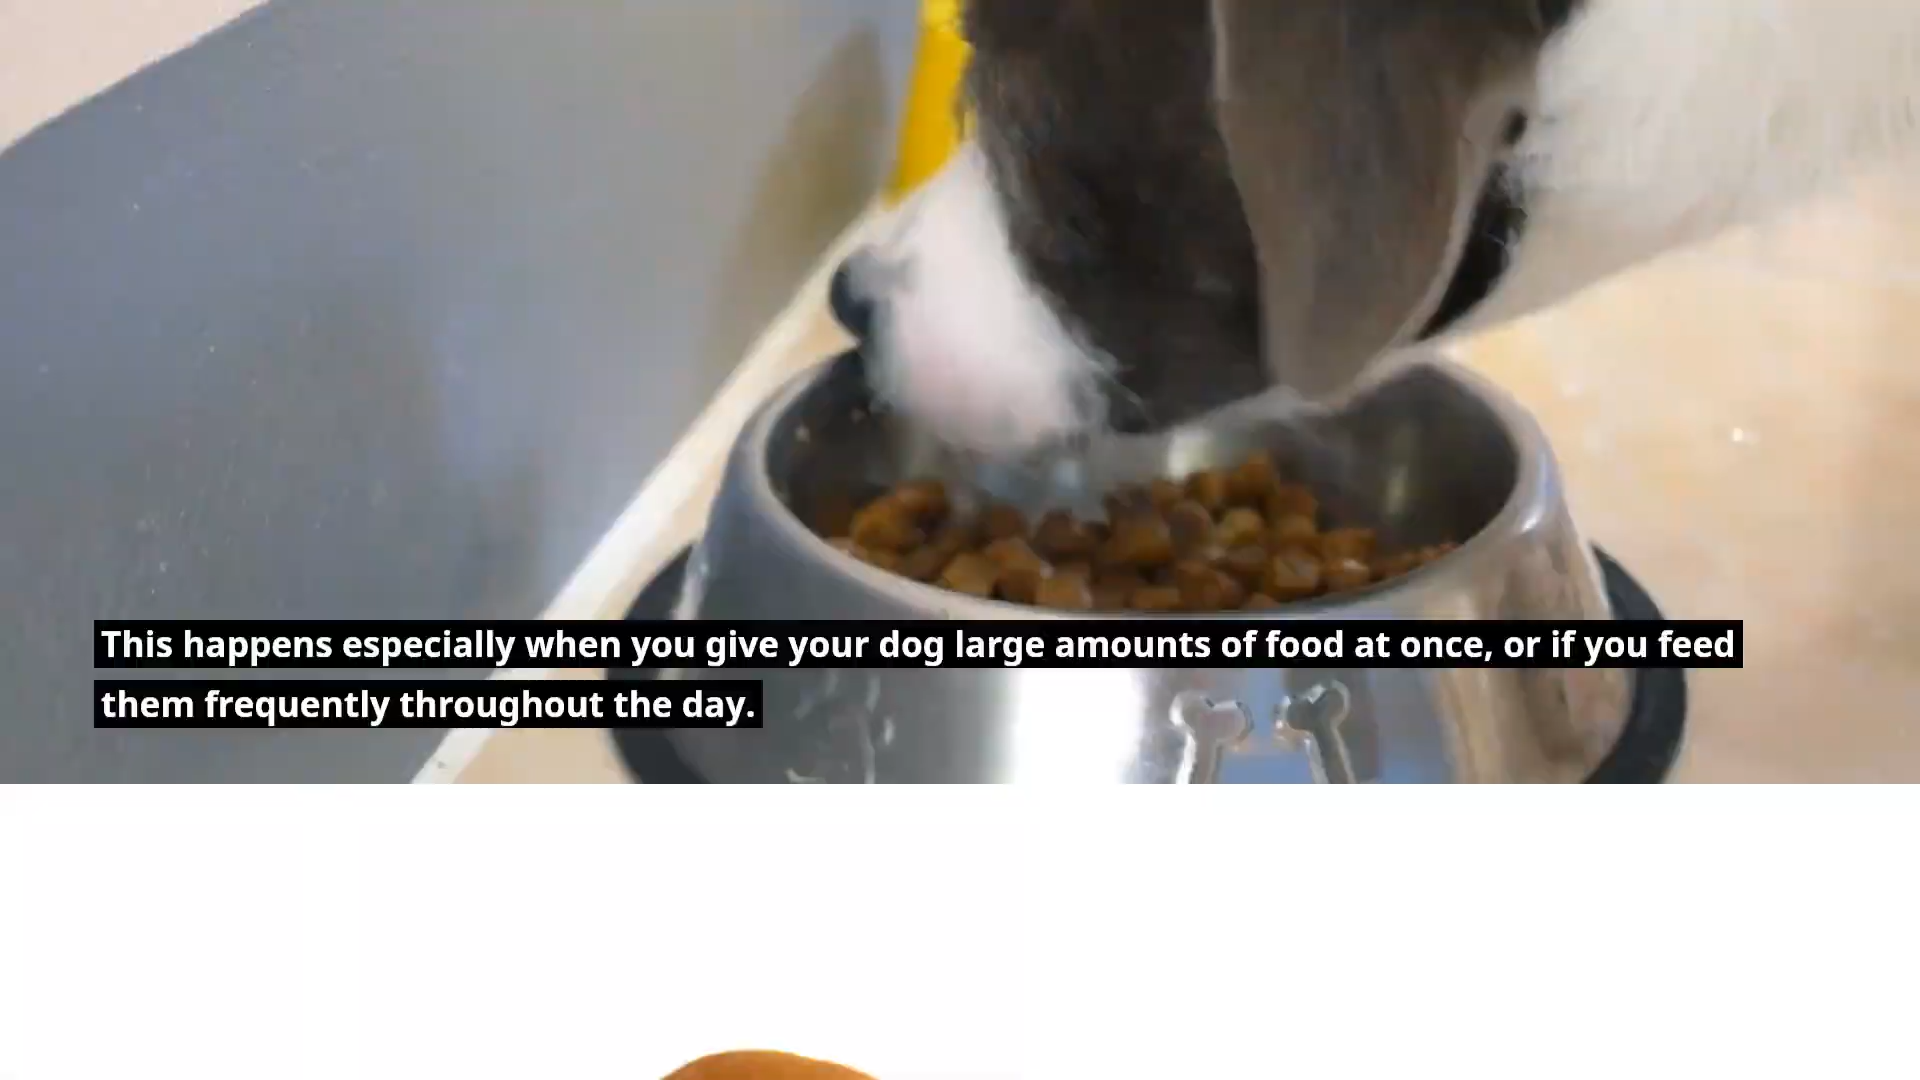 This happens especially when you give your dog large amounts of food at once, or if you feed
them frequently throughout the day.